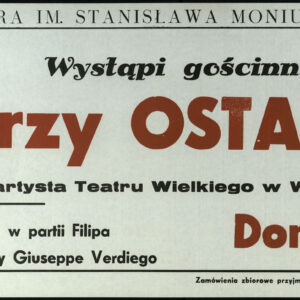 RA IM. STANISŁAWA MONIU
Wystąpi gościnn
rzy OSTA
artysta Teatru Wielkiego w W
w partii Filipa
Don
y Giuseppe Verdiego
Zamówienia zbiorowe przyjm